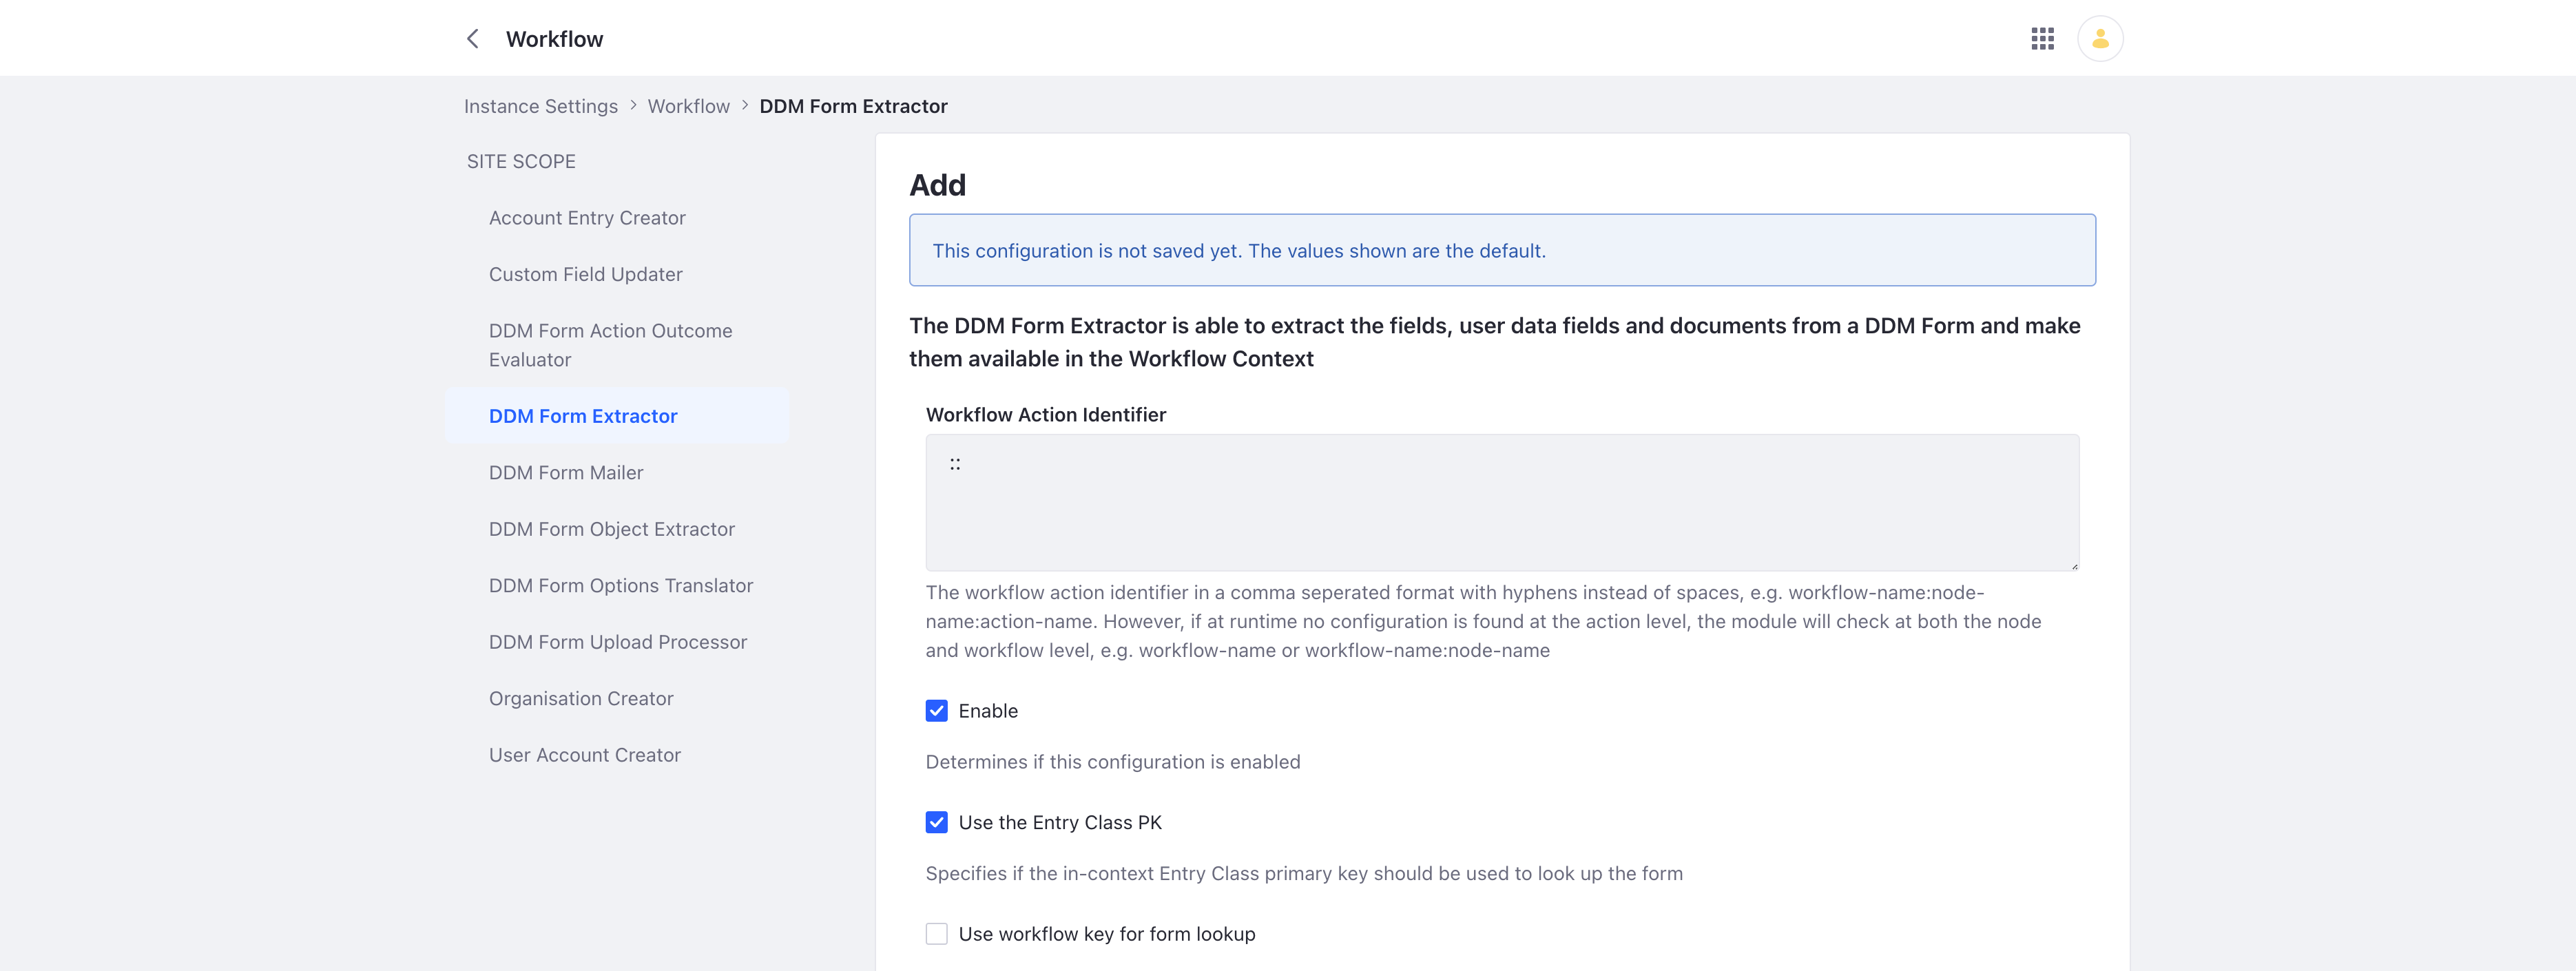 Workflow
Instance Settings > Workflow > DDM Form Extractor
SITE SCOPE
Account Entry Creator
Custom Field Updater
DDM Form Action Outcome
Evaluator
DDM Form Extractor
DDM Form Mailer
DDM Form Object Extractor
DDM Form Options Translator
DDM Form Upload Processor
Organisation Creator
User Account Creator
Add
This configuration is not saved yet. The values shown are the default.
The DDM Form Extractor is able to extract the fields, user data fields and documents from a DDM Form and make
them available in the Workflow Context
Workflow Action Identifier
::
The workflow action identifier in a comma seperated format with hyphens instead of spaces, e.g. workflow-name:node-
name:action-name. However, if at runtime no configuration is found at the action level, the module will check at both the node
and workflow level, e.g. workflow-name or workflow-name:node-name
Enable
Determines if this configuration is enabled
Use the Entry Class PK
Specifies if the in-context Entry Class primary key should be used to look up the form
Use workflow key for form lookup